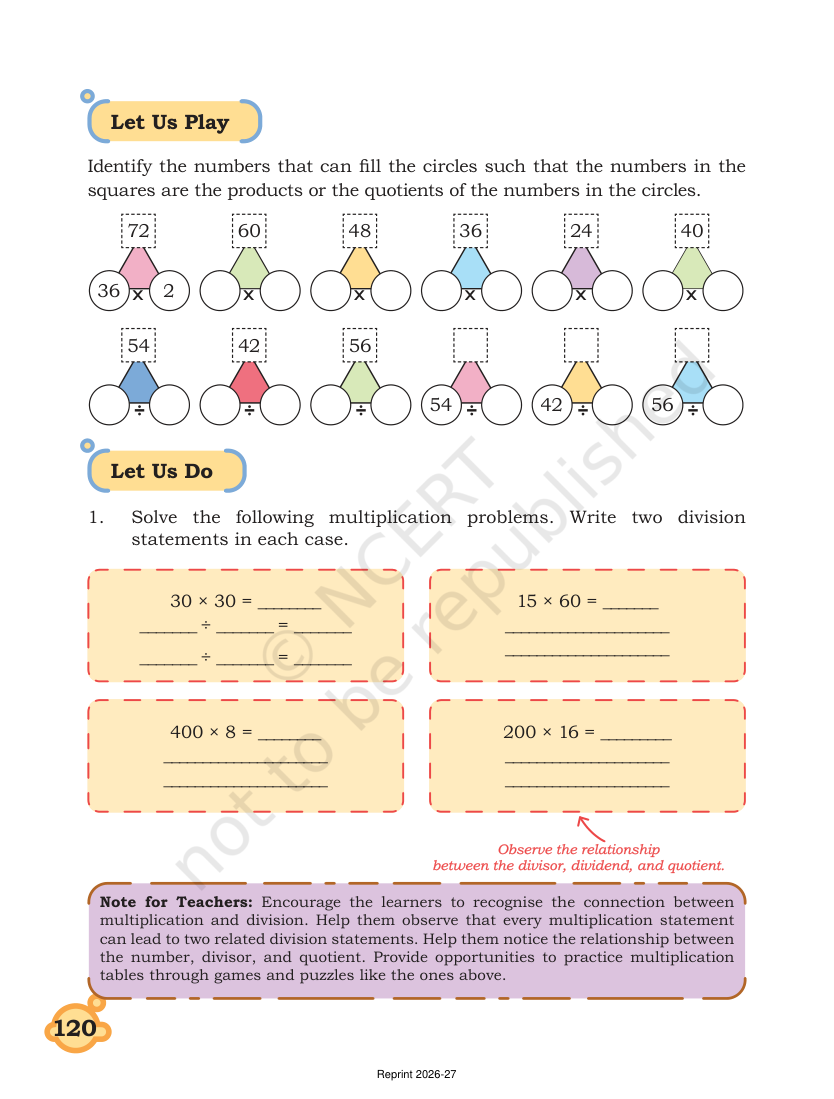 Let Us Play
Identify the numbers that can fill the circles such that the numbers in the
squares are the products or the quotients of the numbers in the circles.
72 60 48 36 24 40
36 x 2 x x x x x
54 42 56
÷ ÷ ÷ 54 ÷ 42 ÷ 56 ÷
Let Us Do
1. Solve the following multiplication problems. Write two division
statements in each case.
30 × 30 = _______
_______ ÷ _______ = _______
_______ ÷ _______ = _______
15 × 60 = _______
____________________
____________________
400 × 8 = _______
____________________
____________________
200 × 16 = ________
____________________
____________________
Observe the relationship
between the divisor, dividend, and quotient.
Note for Teachers: Encourage the learners to recognise the connection between
multiplication and division. Help them observe that every multiplication statement
can lead to two related division statements. Help them notice the relationship between
the number, divisor, and quotient. Provide opportunities to practice multiplication
tables through games and puzzles like the ones above.
120
Reprint 2026-27
© NCERT
not to be republished